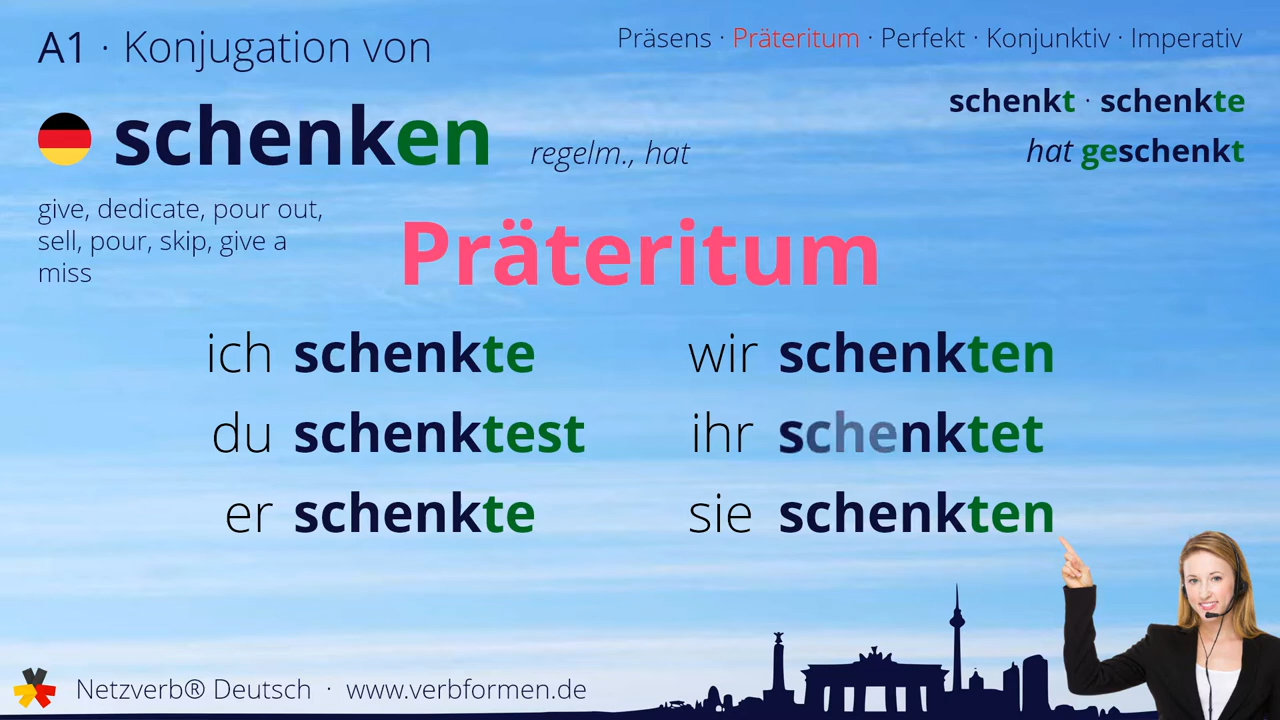 A1 · Konjugation von
Präsens · Präteritum · Perfekt · Konjunktiv · Imperativ
schenken regelm., hat
schenkt · schenkte
hat geschenkt
give, dedicate, pour out,
sell, pour, skip, give a
miss
Präteritum
ich schenkte
du schenktest
er schenkte
wir schenkten
ihr schenktet
sie schenkten
Netzverb® Deutsch · www.verbformen.de